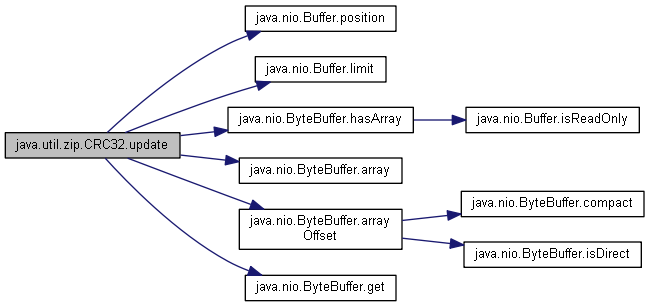 java.util.zip.CRC32.update
java.nio.Buffer.position
java.nio.Buffer.limit
java.nio.ByteBuffer.hasArray
java.nio.Buffer.isReadOnly
java.nio.ByteBuffer.array
java.nio.ByteBuffer.array
Offset
java.nio.ByteBuffer.compact
java.nio.ByteBuffer.isDirect
java.nio.ByteBuffer.get